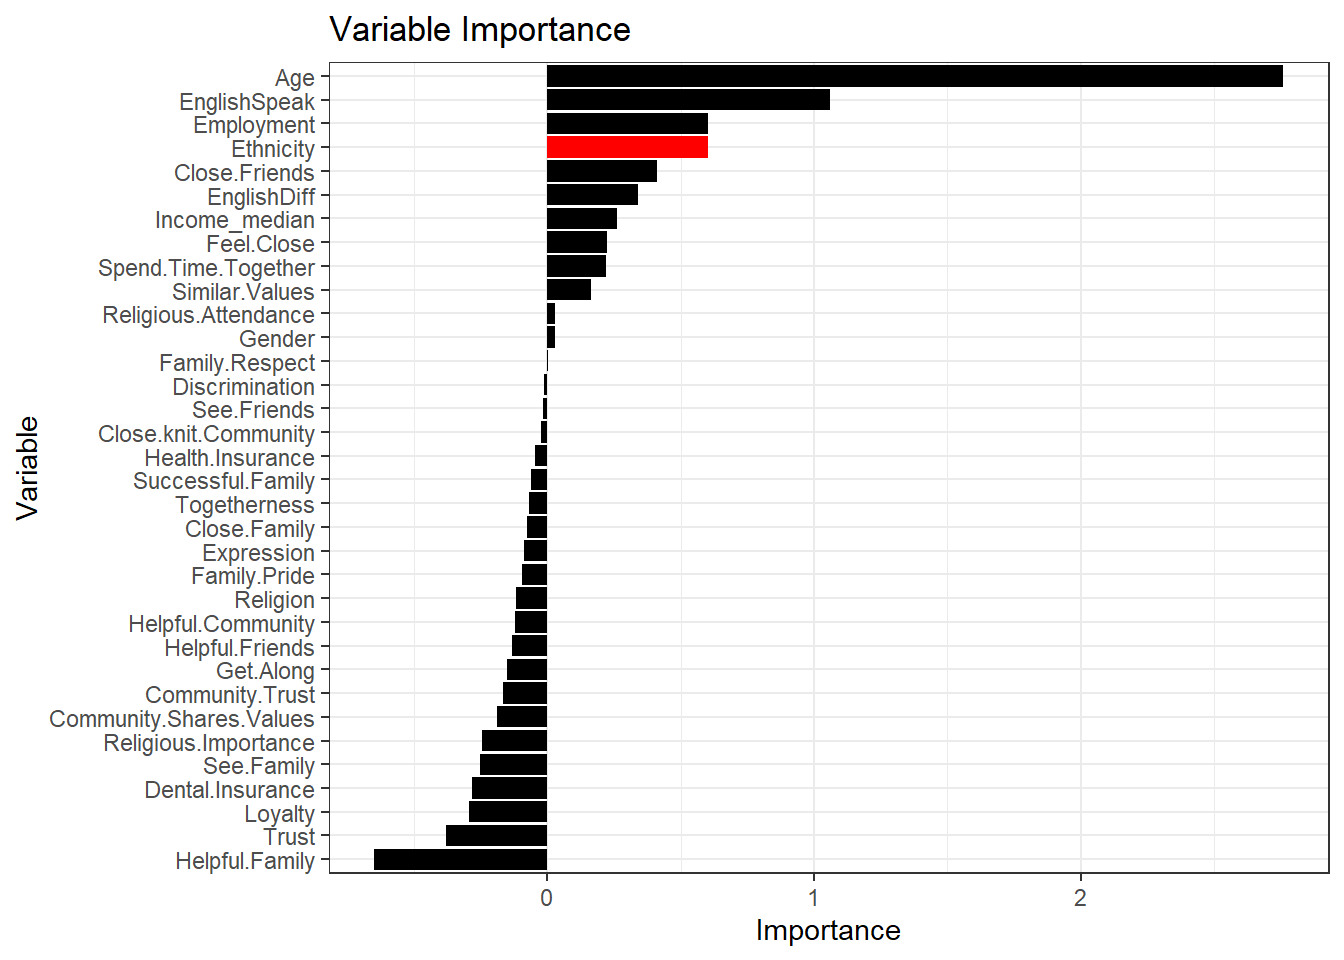 Variable Importance
Age
EnglishSpeak
Employment
Ethnicity
Close.Friends
EnglishDiff
Income_median
Feel.Close
Spend.Time.Together
Similar.Values
Religious.Attendance
Gender
Family.Respect
Discrimination
See.Friends
Close.knit.Community
Health.Insurance
Successful.Family
Togetherness
Close.Family
Expression
Family.Pride
Religion
Helpful.Community
Helpful.Friends
Get.Along
Community.Trust
Community.Shares.Values
Religious.Importance
See.Family
Dental.Insurance
Loyalty
Trust
Helpful.Family
Variable
0 1 2
Importance